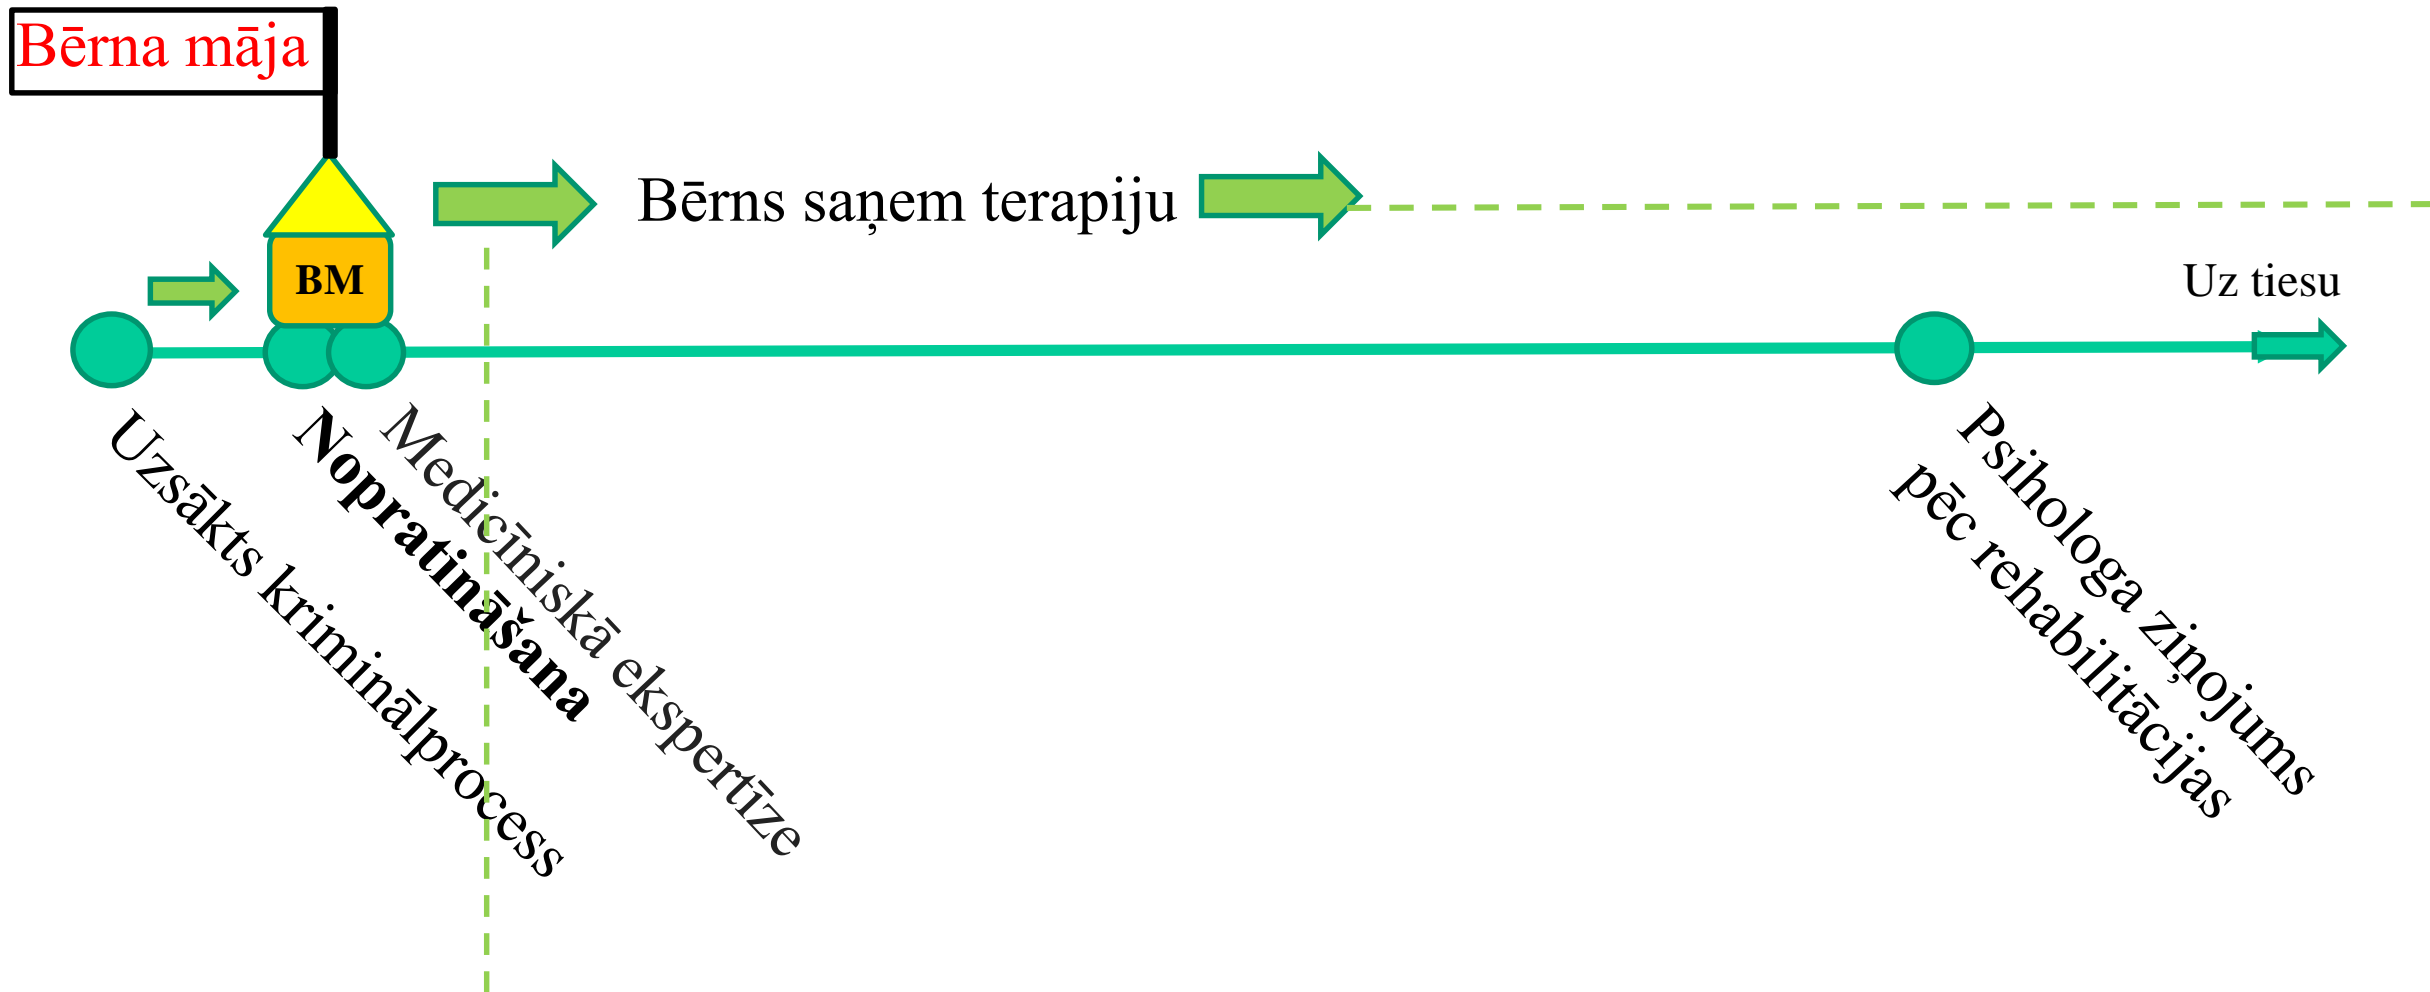 Bērna māja
Bērns saņem terapiju
BM
Uz tiesu
Uzsākts kriminālprocess
Nopratināšana
Medicīniskā ekspertīze
Psihologa ziņojums
pēc rehabilitācijas